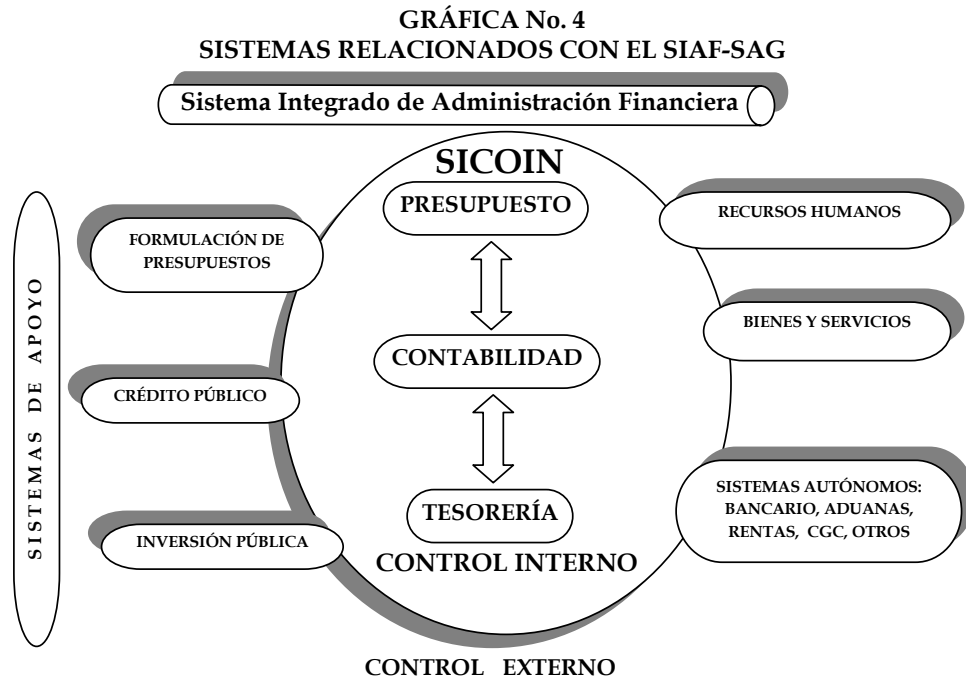 GRÁFICA No. 4
SISTEMAS RELACIONADOS CON EL SIAF-SAG
Sistema Integrado de Administración Financiera
SICOIN
PRESUPUESTO
CONTABILIDAD
TESORERÍA
CONTROL INTERNO
CONTROL EXTERNO
SISTEMAS DE APOYO
FORMULACIÓN DE
PRESUPUESTOS
CRÉDITO PÚBLICO
INVERSIÓN PÚBLICA
RECURSOS HUMANOS
BIENES Y SERVICIOS
SISTEMAS AUTÓNOMOS:
BANCARIO, ADUANAS,
RENTAS, CGC, OTROS